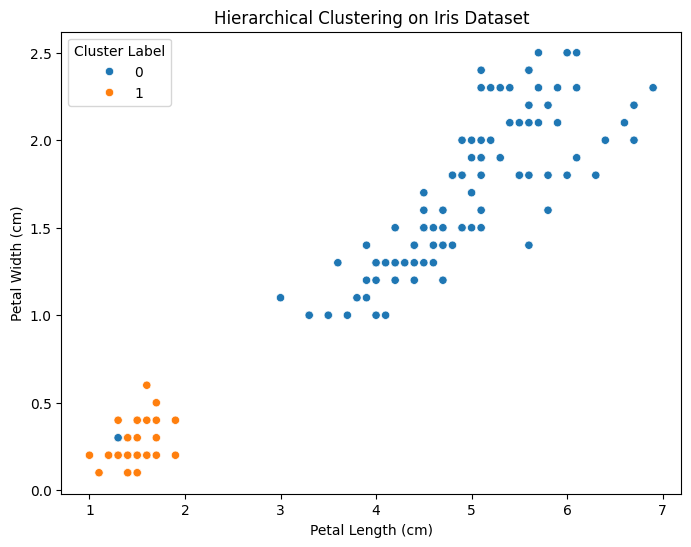 Hierarchical Clustering on Iris Dataset
Cluster Label
0
1
2.5
2.0
1.5
1.0
0.5
0.0
Petal Width (cm)
1 2 3 4 5 6 7
Petal Length (cm)